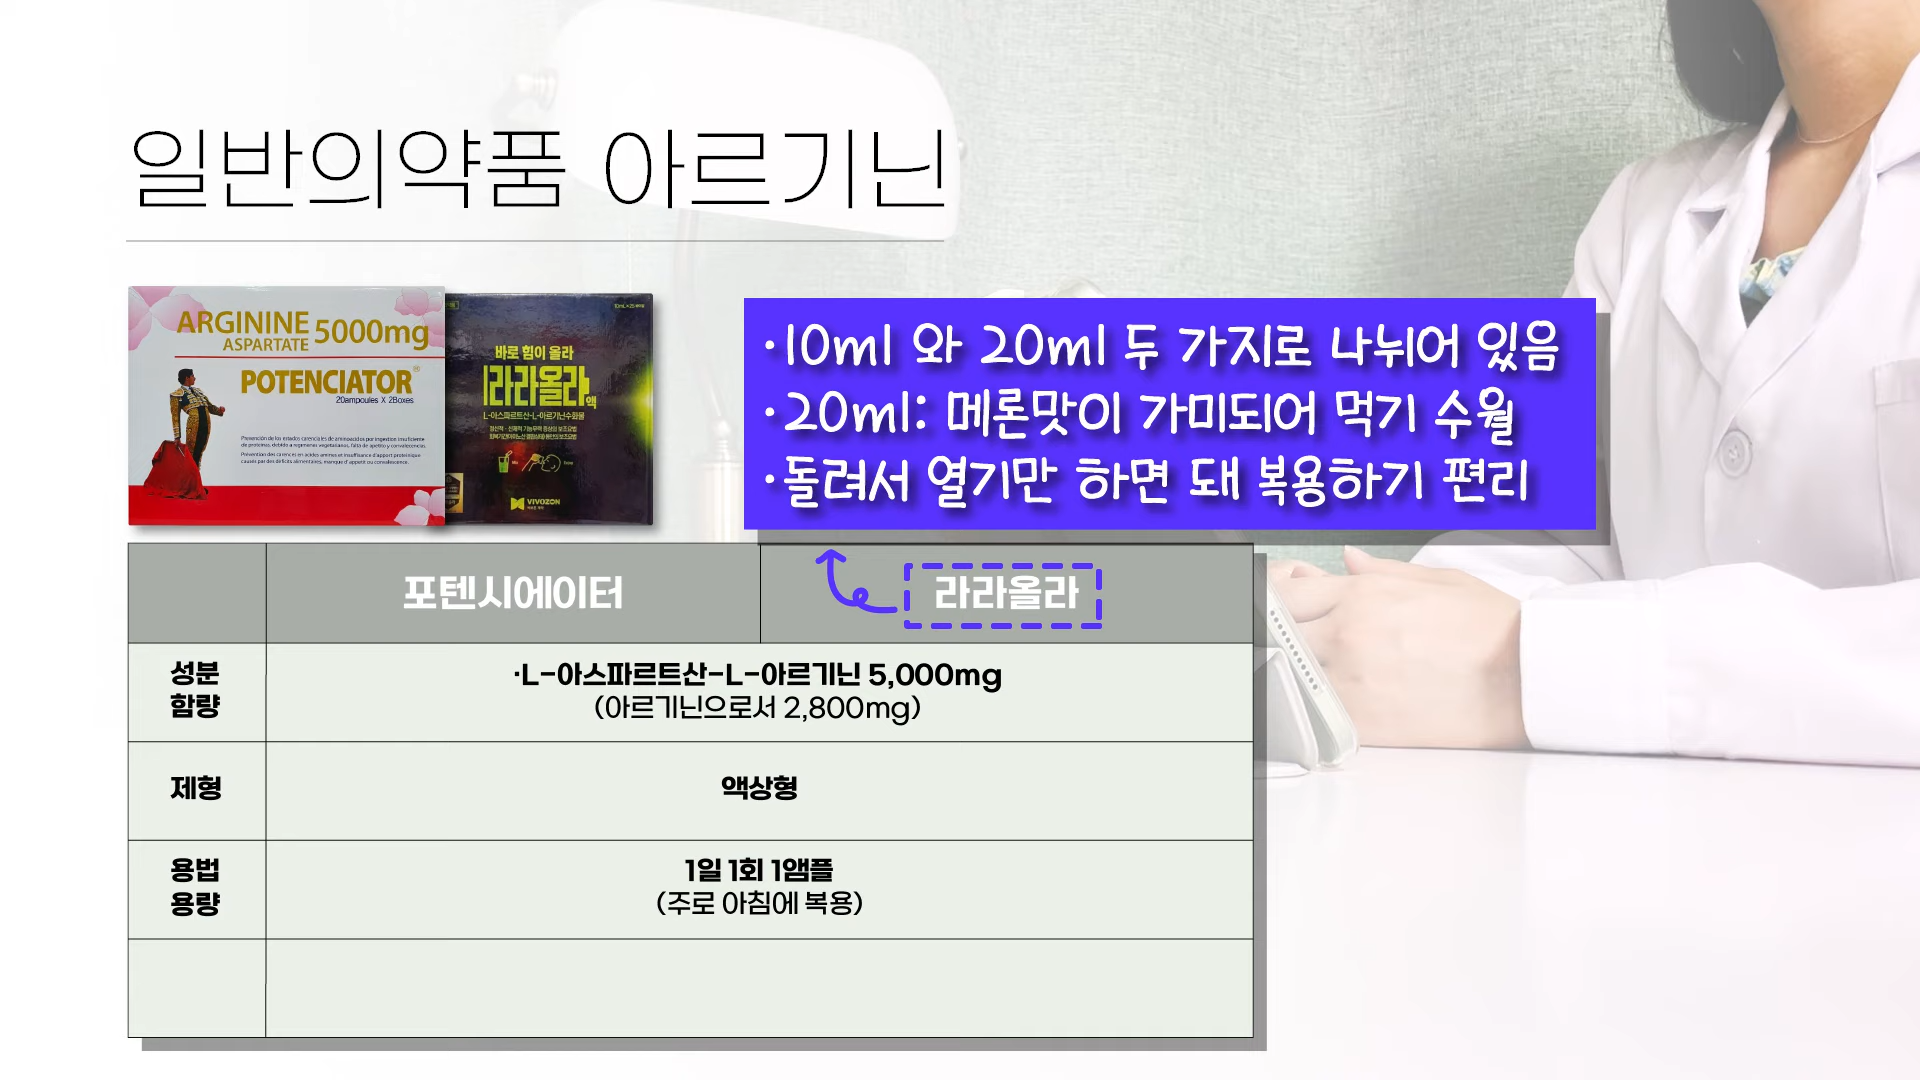 일반의약품 아르기닌
ARGININE
ASPARTATE
5000mg
POTENCIATOR
20ampoules X 2Boxes
바로 힘이 올라
라라올라액
L-아스파르트산-L-아르기닌수화물
VIVOZON
·10ml 와 20ml 두 가지로 나뉘어 있음
·20ml: 메론맛이 가미되어 먹기 수월
·돌려서 열기만 하면 돼 복용하기 편리
포텐시에이터
라라올라
성분
함량
·L-아스파르트산-L-아르기닌 5,000mg
(아르기닌으로서 2,800mg)
제형
액상형
용법
용량
1일 1회 1앰플
(주로 아침에 복용)